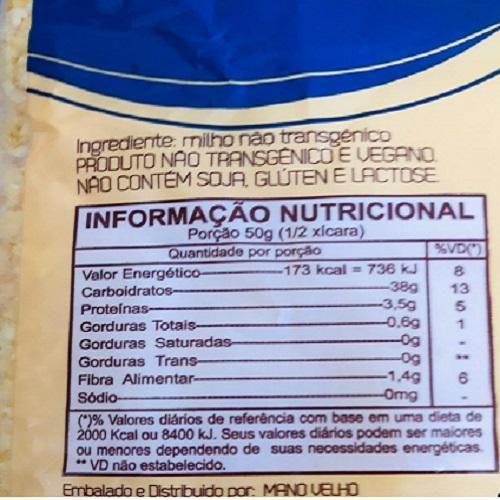 Ingrediente: milho não transgênico
PRODUTO NÃO TRANSGÊNICO E VEGANO.
NÃO CONTÉM SOJA, GLÚTEN E LACTOSE
INFORMAÇÃO NUTRICIONAL
Porção 50g (1/2 xícara)
Quantidade por porção %VD(*)
Valor Energético 173 kcal = 736 kJ 8
Carboidratos 38g 13
Proteínas 3,5g 5
Gorduras Totais 0,6g 1
Gorduras Saturadas 0g -
Gorduras Trans 0g **
Fibra Alimentar 1,4g 6
Sódio 0mg -
(*)% Valores diários de referência com base em uma dieta de
2000 Kcal ou 8400 kJ. Seus valores diários podem ser maiores
ou menores dependendo de suas necessidades energéticas.
** VD não estabelecido.
Embalado e Distribuido por: MANO VELHO